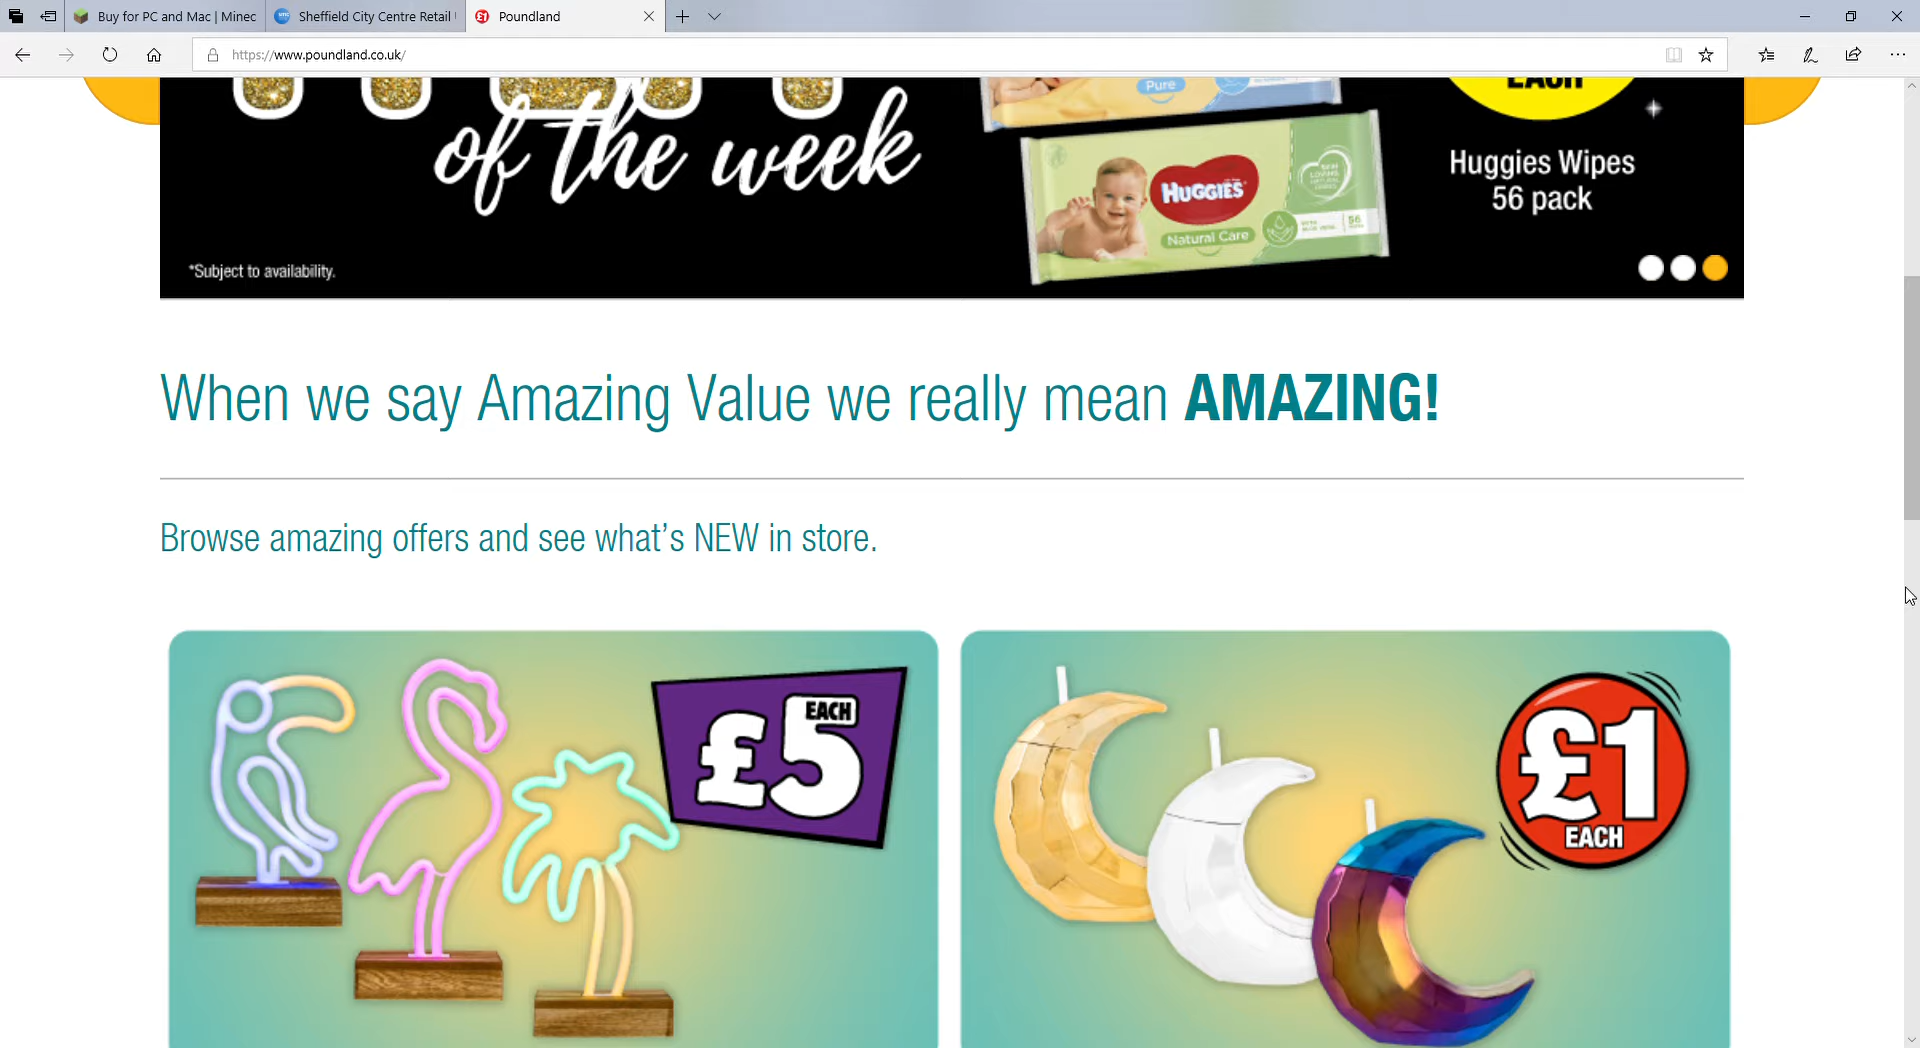 Buy for PC and Mac | Minec
Sheffield City Centre Retail
Poundland
https://www.poundland.co.uk/
EACH
of the week
Pure
HUGGIES
Natural Care
56
Huggies Wipes
56 pack
*Subject to availability.
When we say Amazing Value we really mean AMAZING!
Browse amazing offers and see what's NEW in store.
£5 EACH
£1
EACH